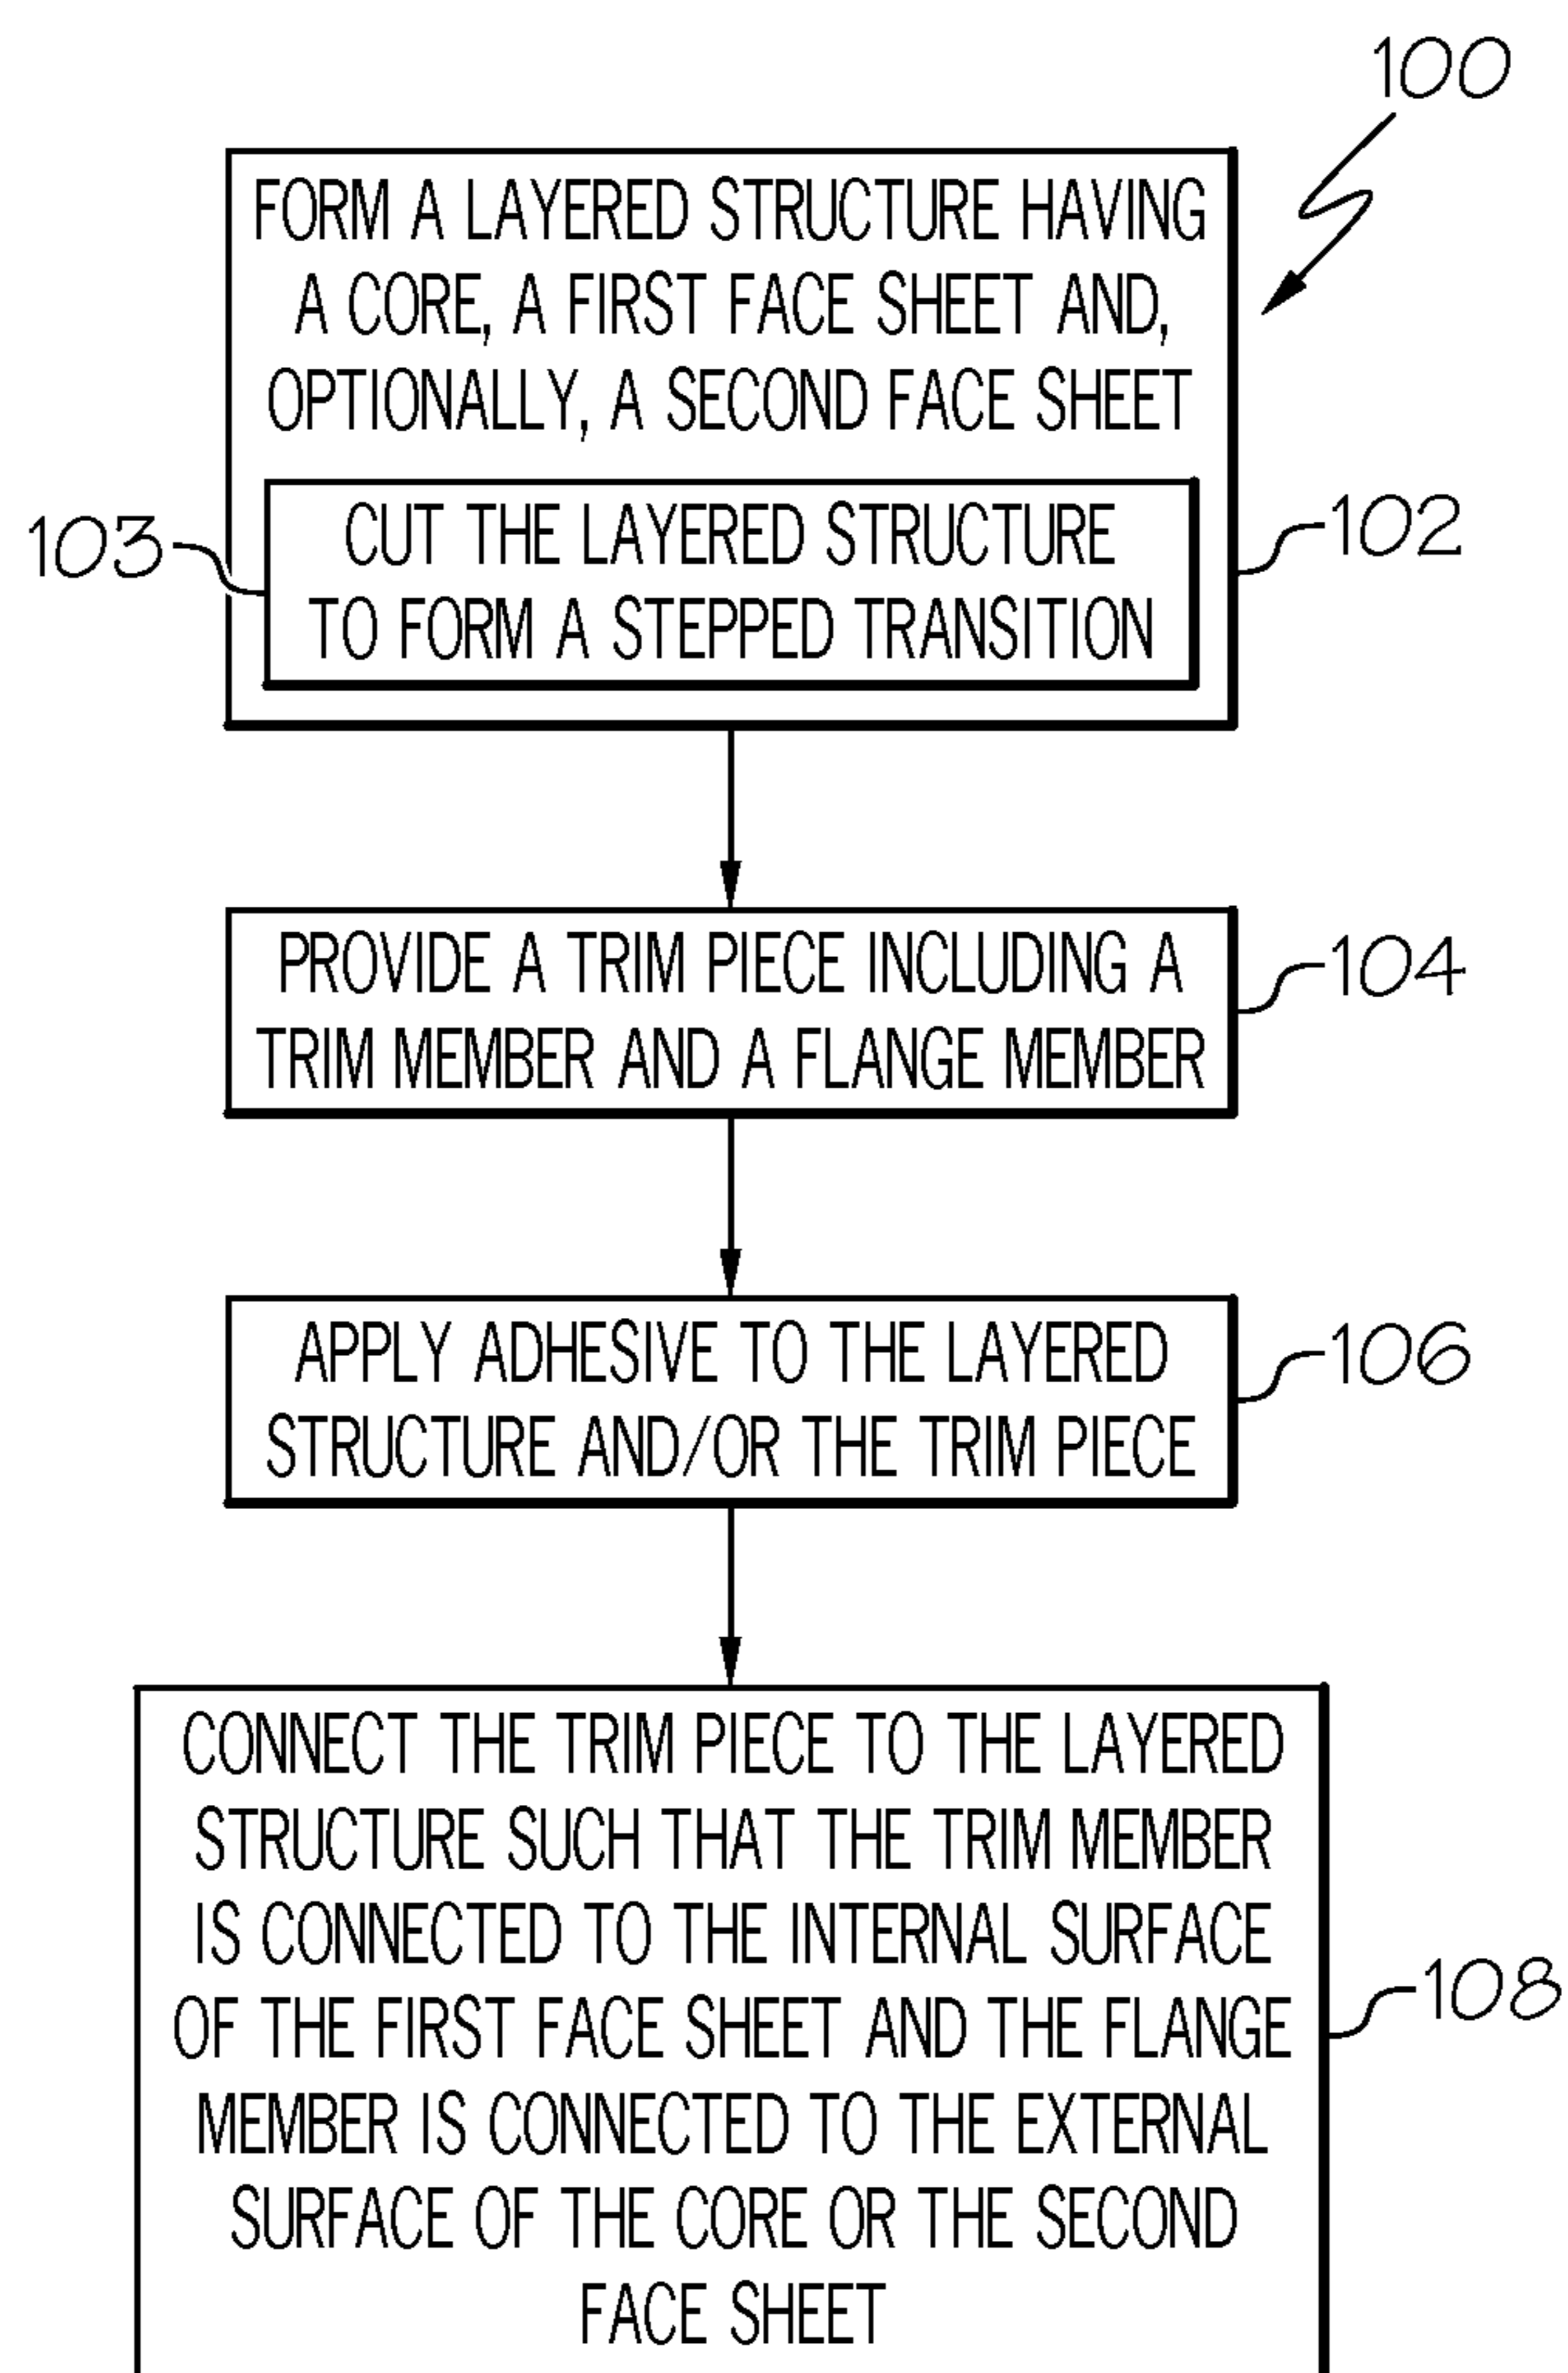 100
FORM A LAYERED STRUCTURE HAVING
A CORE, A FIRST FACE SHEET AND,
OPTIONALLY, A SECOND FACE SHEET
103
CUT THE LAYERED STRUCTURE
TO FORM A STEPPED TRANSITION
102
PROVIDE A TRIM PIECE INCLUDING A
TRIM MEMBER AND A FLANGE MEMBER
104
APPLY ADHESIVE TO THE LAYERED
STRUCTURE AND/OR THE TRIM PIECE
106
CONNECT THE TRIM PIECE TO THE LAYERED
STRUCTURE SUCH THAT THE TRIM MEMBER
IS CONNECTED TO THE INTERNAL SURFACE
OF THE FIRST FACE SHEET AND THE FLANGE
MEMBER IS CONNECTED TO THE EXTERNAL
SURFACE OF THE CORE OR THE SECOND
FACE SHEET
108